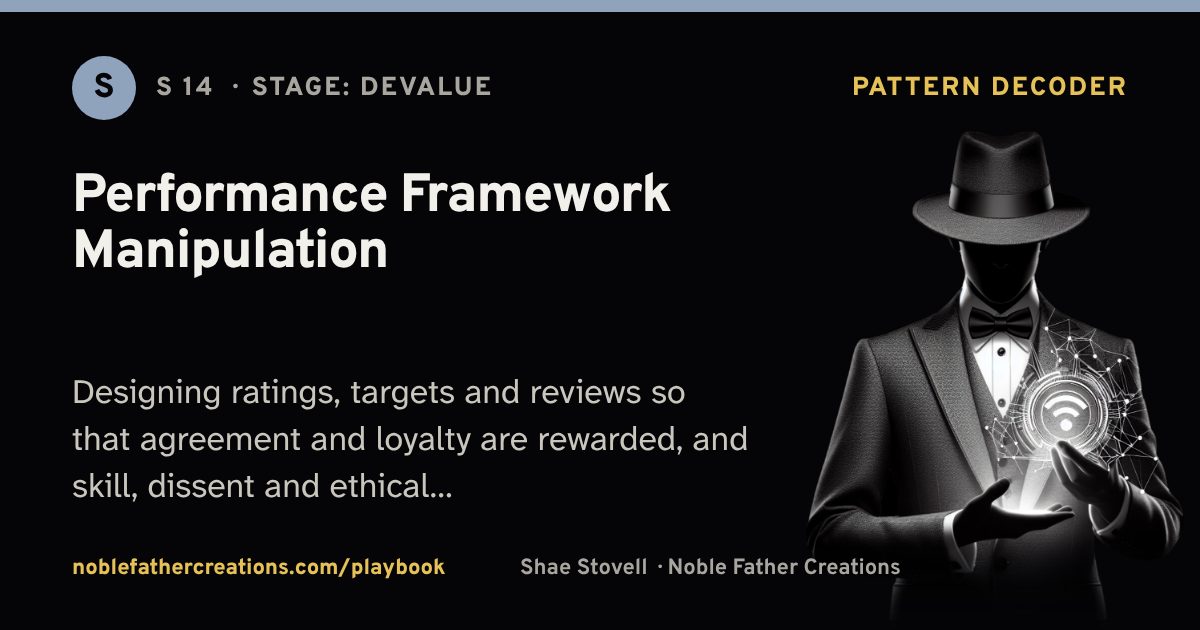 S
S 14 · STAGE: DEVALUE
PATTERN DECODER
Performance Framework
Manipulation
Designing ratings, targets and reviews so
that agreement and loyalty are rewarded, and
skill, dissent and ethical...
noblefathercreations.com/playbook
Shae Stovell · Noble Father Creations